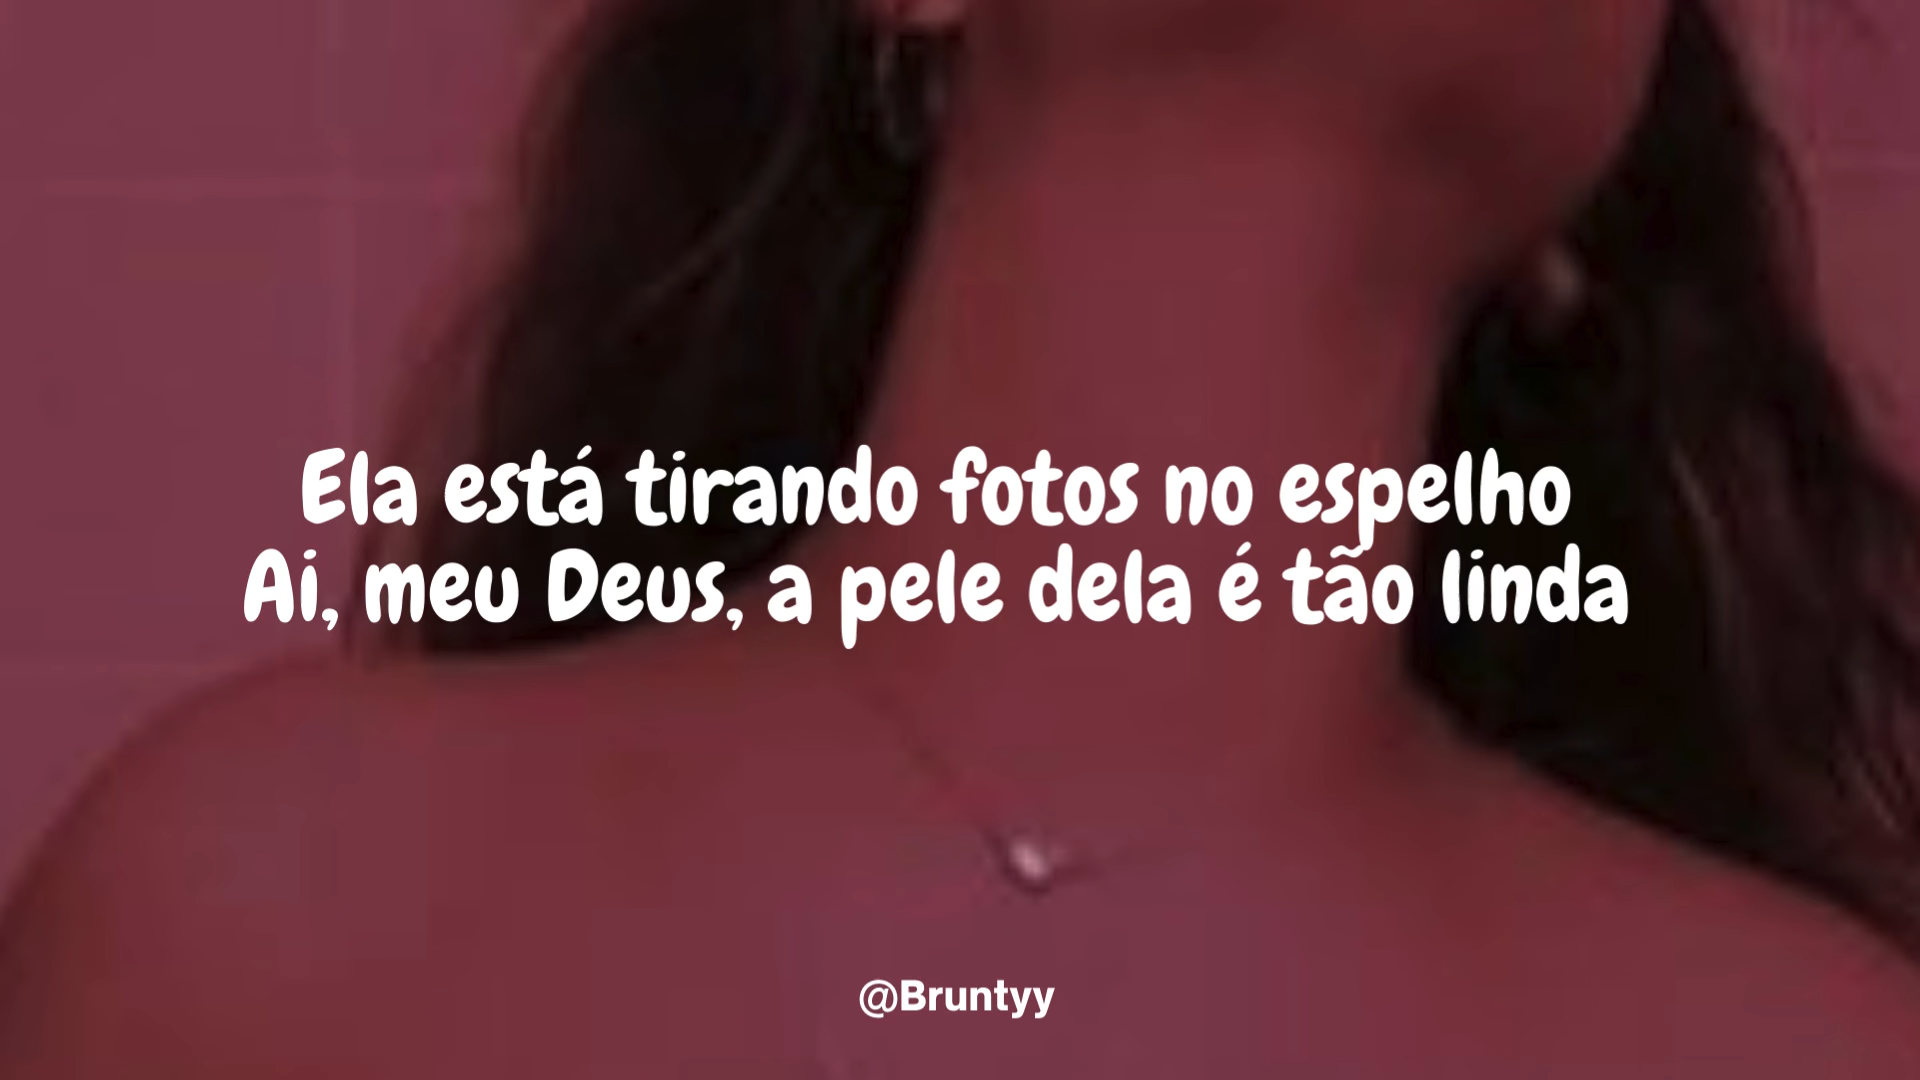 Ela está tirando fotos no espelho
Ai, meu Deus, a pele dela é tão linda
@Bruntyy